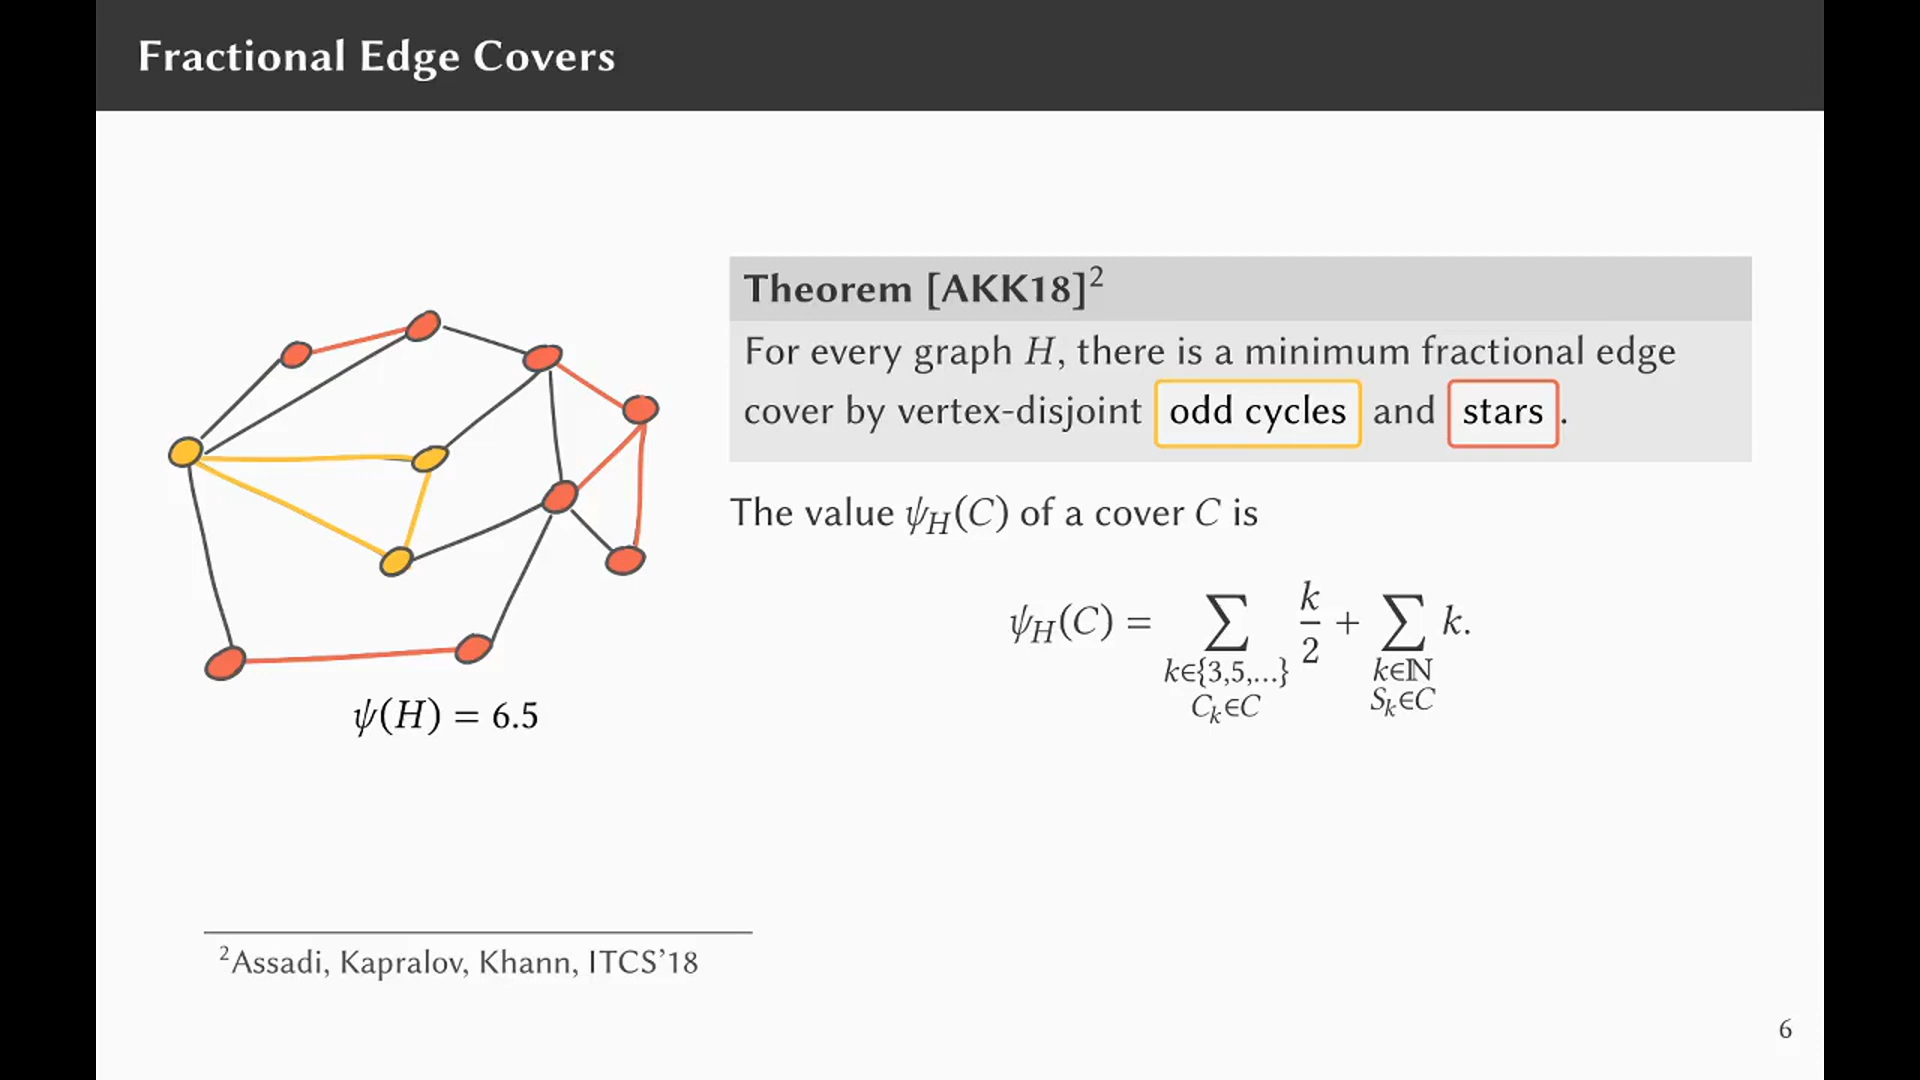 Fractional Edge Covers
Theorem [AKK18]²
For every graph H, there is a minimum fractional edge
cover by vertex-disjoint odd cycles and stars.
The value ψ_H(C) of a cover C is
ψ_H(C) = ∑_{k∈{3,5,…} C_k∈C} k/2 + ∑_{k∈ℕ S_k∈C} k.
ψ(H) = 6.5
²Assadi, Kapralov, Khann, ITCS’18
6